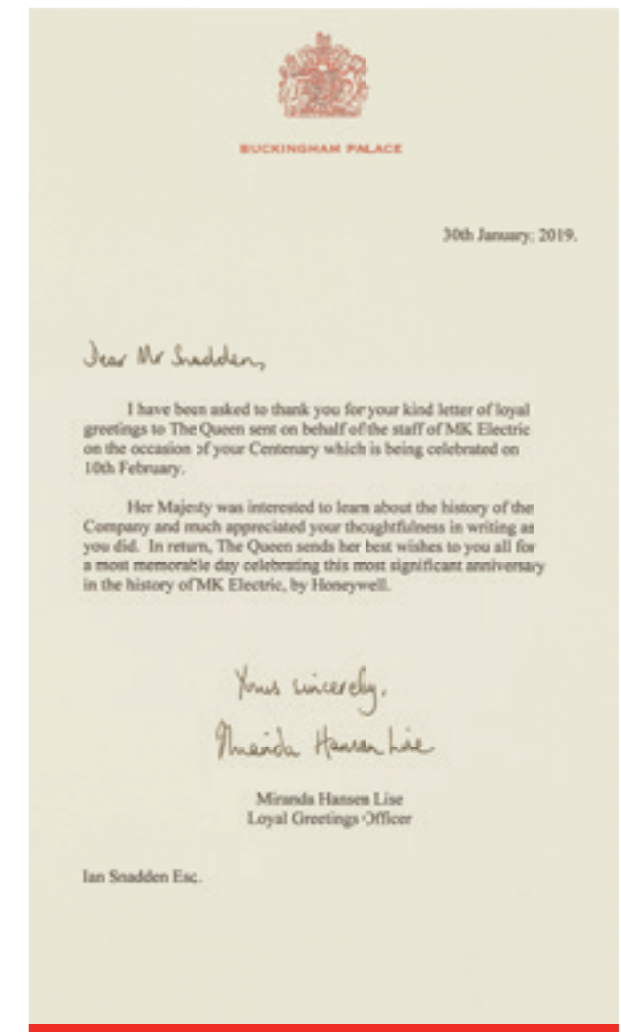 BUCKINGHAM PALACE
30th January, 2019.
Dear Mr Snadden,
I have been asked to thank you for your kind letter of loyal
greetings to The Queen sent on behalf of the staff of MK Electric
on the occasion of your Centenary which is being celebrated on
10th February.
Her Majesty was interested to learn about the history of the
Company and much appreciated your thoughtfulness in writing as
you did. In return, The Queen sends her best wishes to you all for
a most memorable day celebrating this most significant anniversary
in the history of MK Electric, by Honeywell.
Yours sincerely,
Miranda Hansen Lise
Miranda Hansen Lise
Loyal Greetings Officer
Ian Snadden Esq.